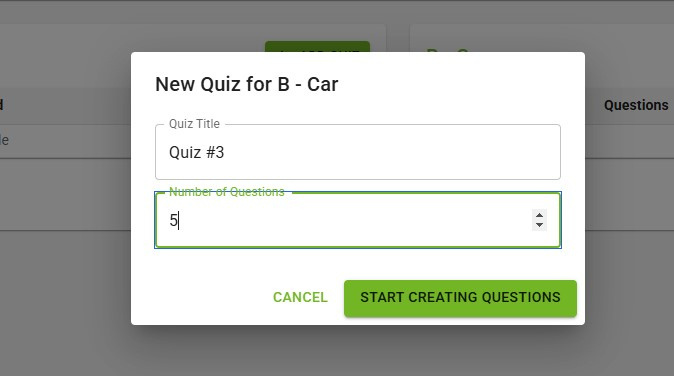 New Quiz for B - Car
Quiz Title
Quiz #3
Number of Questions
5
CANCEL
START CREATING QUESTIONS
Questions